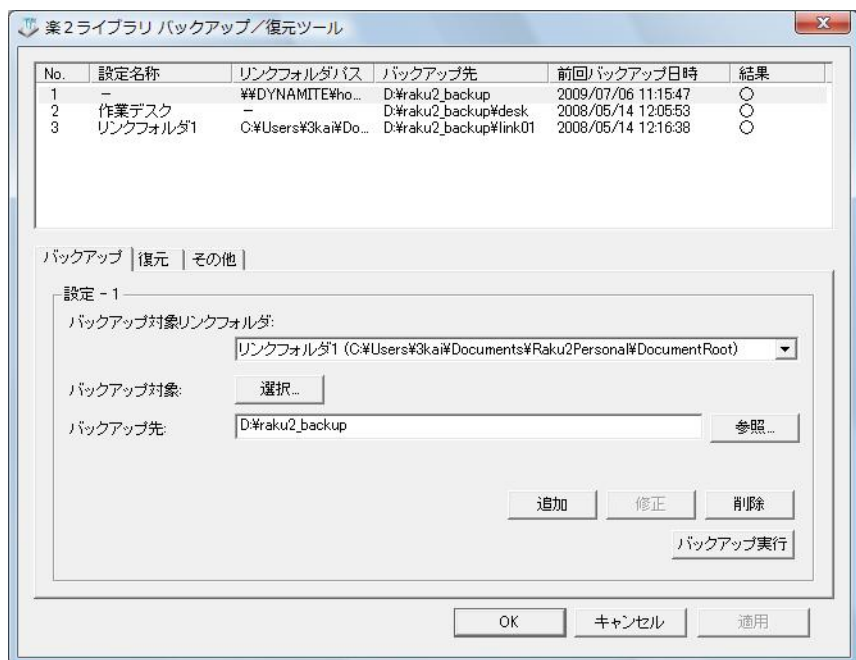 楽2ライブラリ バックアップ/復元ツール
No. 設定名称 リンクフォルダパス バックアップ先 前回バックアップ日時 結果
1 － ¥¥DYNAMITE¥ho... D:¥raku2_backup 2009/07/06 11:15:47 ○
2 作業デスク － D:¥raku2_backup¥desk 2008/05/14 12:05:53 ○
3 リンクフォルダ1 C:¥Users¥3kai¥Do... D:¥raku2_backup¥link01 2008/05/14 12:16:38 ○
バックアップ 復元 その他
設定 - 1
バックアップ対象リンクフォルダ:
リンクフォルダ1 (C:¥Users¥3kai¥Documents¥Raku2Personal¥DocumentRoot)
バックアップ対象: 選択...
バックアップ先: D:¥raku2_backup 参照...
追加 修正 削除
バックアップ実行
OK キャンセル 適用